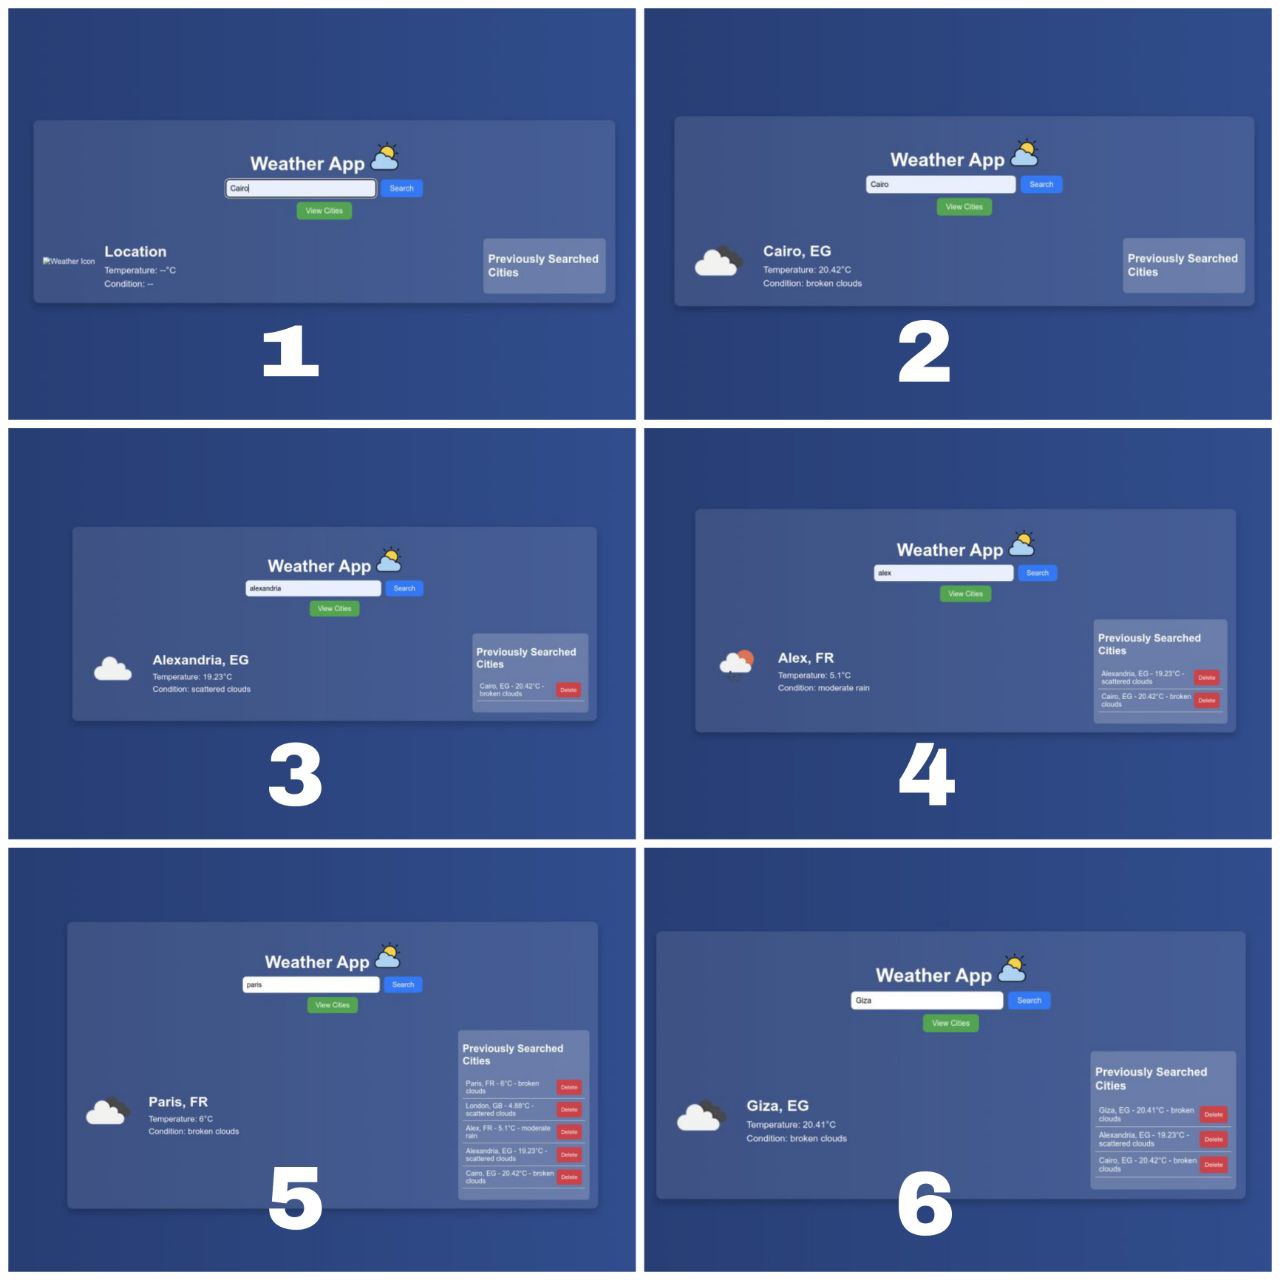 Weather App
Cairo
Search
View Cities
Weather Icon
Location
Temperature: --°C
Condition: --
Previously Searched
Cities
1
Weather App
Cairo
Search
View Cities
Cairo, EG
Temperature: 20.42°C
Condition: broken clouds
Previously Searched
Cities
2
Weather App
alexandria
Search
View Cities
Alexandria, EG
Temperature: 19.23°C
Condition: scattered clouds
Previously Searched
Cities
Cairo, EG - 20.42°C -
broken clouds
Delete
3
Weather App
alex
Search
View Cities
Alex, FR
Temperature: 5.1°C
Condition: moderate rain
Previously Searched
Cities
Alexandria, EG - 19.23°C -
scattered clouds
Delete
Cairo, EG - 20.42°C - broken
clouds
Delete
4
Weather App
paris
Search
View Cities
Paris, FR
Temperature: 6°C
Condition: broken clouds
Previously Searched
Cities
Paris, FR - 6°C - broken
clouds
Delete
London, GB - 4.88°C -
scattered clouds
Delete
Alex, FR - 5.1°C - moderate
rain
Delete
Alexandria, EG - 19.23°C -
scattered clouds
Delete
Cairo, EG - 20.42°C - broken
clouds
Delete
5
Weather App
Giza
Search
View Cities
Giza, EG
Temperature: 20.41°C
Condition: broken clouds
Previously Searched
Cities
Giza, EG - 20.41°C - broken
clouds
Delete
Alexandria, EG - 19.23°C -
scattered clouds
Delete
Cairo, EG - 20.42°C - broken
clouds
Delete
6